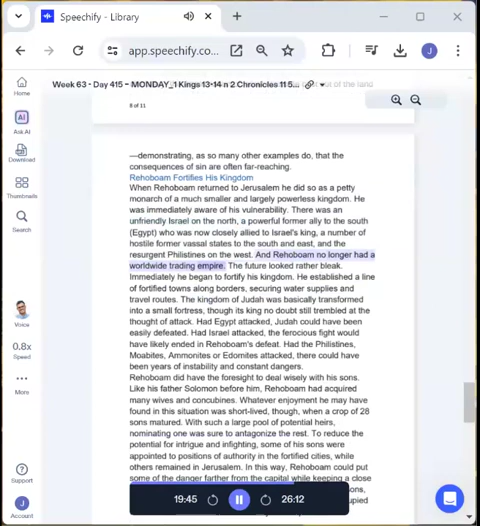 Speechify - Library
app.speechify.co...
Week 63 - Day 415 – MONDAY_1 Kings 13-14 n 2 Chronicles 11 5...
out of the land
8 of 11
Home
AI
Ask AI
Download
Thumbnails
Search
Voice
0.8x
Speed
More
Support
J
Account
—demonstrating, as so many other examples do, that the
consequences of sin are often far-reaching.
Rehoboam Fortifies His Kingdom
When Rehoboam returned to Jerusalem he did so as a petty
monarch of a much smaller and largely powerless kingdom. He
was immediately aware of his vulnerability. There was an
unfriendly Israel on the north, a powerful former ally to the south
(Egypt) who was now closely allied to Israel's king, a number of
hostile former vassal states to the south and east, and the
resurgent Philistines on the west. And Rehoboam no longer had a
worldwide trading empire. The future looked rather bleak.
Immediately he began to fortify his kingdom. He established a line
of fortified towns along borders, securing water supplies and
travel routes. The kingdom of Judah was basically transformed
into a small fortress, though its king no doubt still trembled at the
thought of attack. Had Egypt attacked, Judah could have been
easily defeated. Had Israel attacked, the ferocious fight would
have likely ended in Rehoboam's defeat. Had the Philistines,
Moabites, Ammonites or Edomites attacked, there could have
been years of instability and constant dangers.
Rehoboam did have the foresight to deal wisely with his sons.
Like his father Solomon before him, Rehoboam had acquired
many wives and concubines. Whatever enjoyment he may have
found in this situation was short-lived, though, when a crop of 28
sons matured. With such a large pool of potential heirs,
nominating one was sure to antagonize the rest. To reduce the
potential for intrigue and infighting, some of his sons were
appointed to positions of authority in the fortified cities, while
others remained in Jerusalem. In this way, Rehoboam could put
some of the danger farther from the capital while keeping a close
sons,
upied
19:45
26:12
J